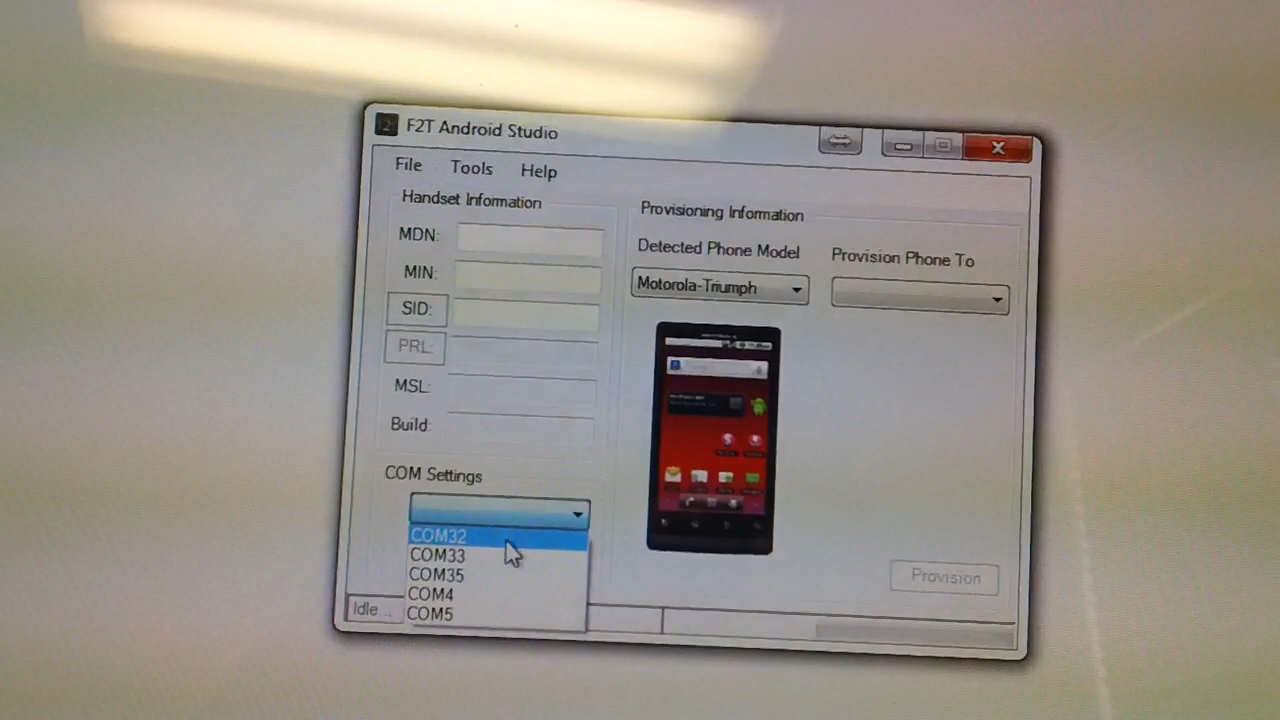 F2T Android Studio
File Tools Help
Handset Information
MDN:
MIN:
SID:
PRL:
MSL:
Build:
COM Settings
COM32
COM33
COM35
COM4
COM5
Idle...
Provisioning Information
Detected Phone Model
Motorola-Triumph
Provision Phone To
Provision